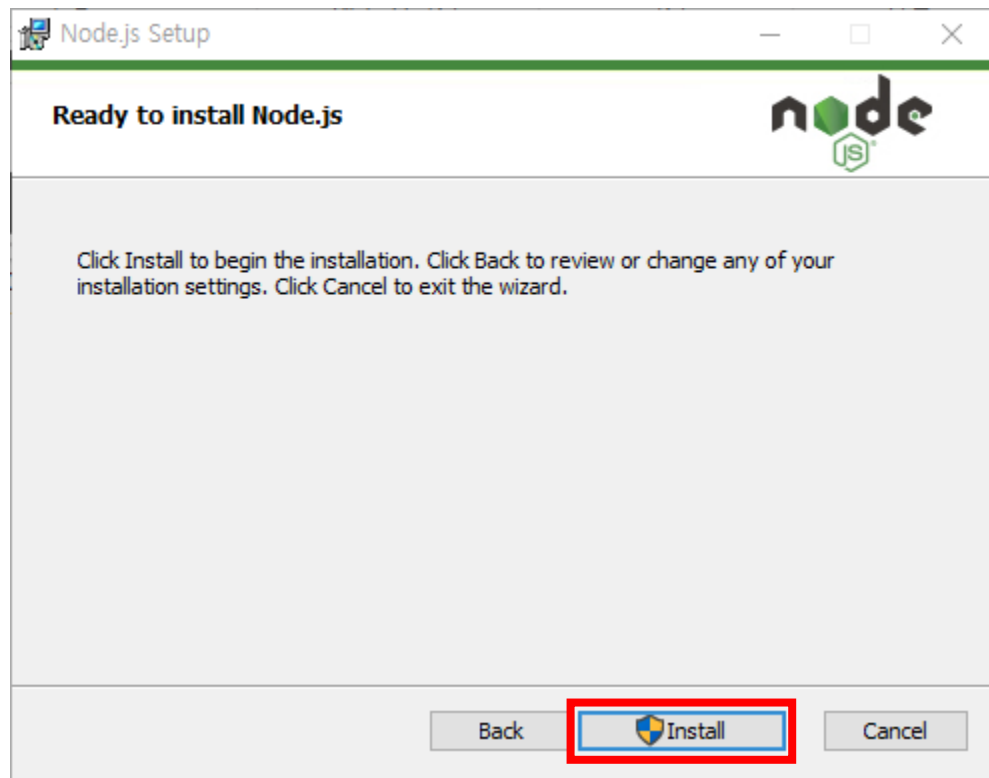 Node.js Setup
Ready to install Node.js
node
JS
Click Install to begin the installation. Click Back to review or change any of your
installation settings. Click Cancel to exit the wizard.
Back Install Cancel